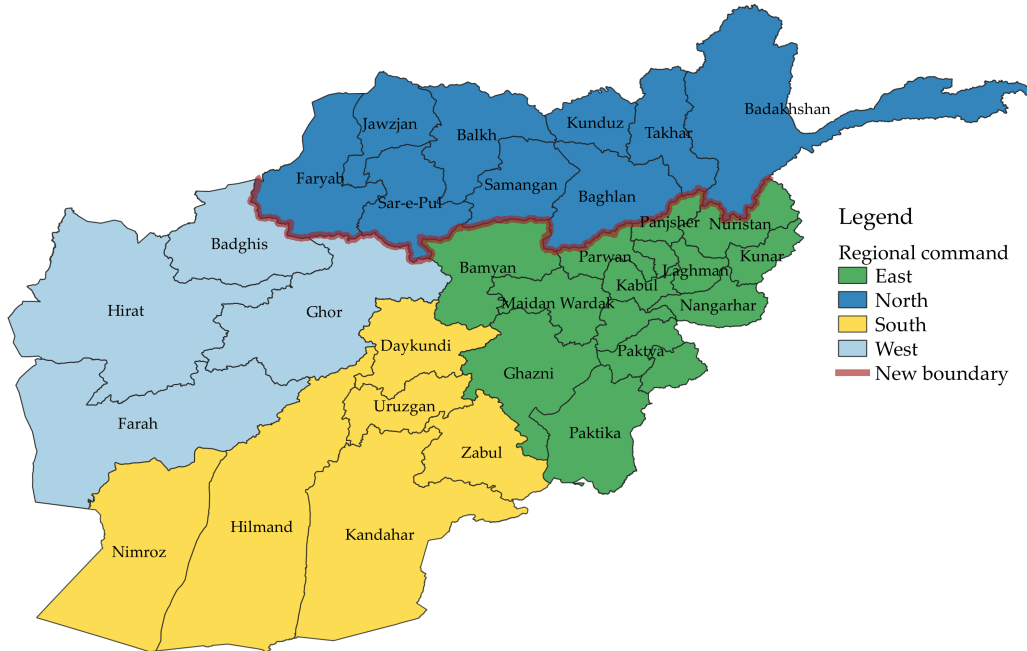 Badakhshan
Jawzjan
Balkh
Kunduz
Takhar
Faryab
Samangan
Baghlan
Sar-e-Pul
Panjsher
Nuristan
Badghis
Bamyan
Parwan
Kunar
Laghman
Kabul
Hirat
Ghor
Maidan Wardak
Nangarhar
Daykundi
Paktya
Ghazni
Uruzgan
Farah
Paktika
Zabul
Hilmand
Kandahar
Nimroz
Legend
Regional command
East
North
South
West
New boundary